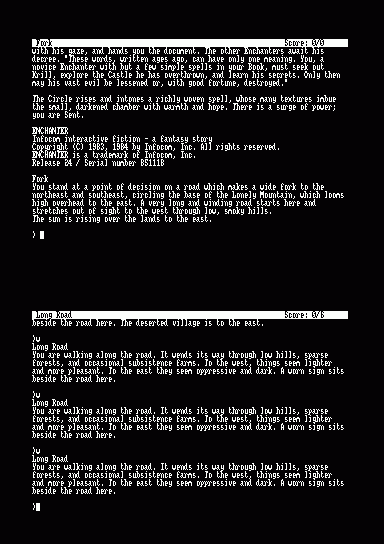 Fork Score: 0/0
with his gaze, and hands you the document. The other Enchanters await his
decree. "These words, written ages ago, can have only one meaning. You, a
novice Enchanter with but a few simple spells in your Book, must seek out
Krill, explore the Castle he has overthrown, and learn his secrets. Only then
may his vast evil be lessened or, with good fortune, destroyed."
The Circle rises and intones a richly woven spell, whose many textures imbue
the small, darkened chamber with warmth and hope. There is a surge of power;
you are Sent.
ENCHANTER
Infocom interactive fiction - a fantasy story
Copyright (C) 1983, 1984 by Infocom, Inc. All rights reserved.
ENCHANTER is a trademark of Infocom, Inc.
Release 24 / Serial number 851118
Fork
You stand at a point of decision on a road which makes a wide fork to the
northeast and southeast, circling the base of the Lonely Mountain, which looms
high overhead to the east. A very long and winding road starts here and
stretches out of sight to the west through low, smoky hills.
The sun is rising over the lands to the east.
>
Long Road Score: 0/6
beside the road here. The deserted village is to the east.
>w
Long Road
You are walking along the road. It wends its way through low hills, sparse
forests, and occasional subsistence farms. To the west, things seem lighter
and more pleasant. To the east they seem oppressive and dark. A worn sign sits
beside the road here.
>w
Long Road
You are walking along the road. It wends its way through low hills, sparse
forests, and occasional subsistence farms. To the west, things seem lighter
and more pleasant. To the east they seem oppressive and dark. A worn sign sits
beside the road here.
>w
Long Road
You are walking along the road. It wends its way through low hills, sparse
forests, and occasional subsistence farms. To the west, things seem lighter
and more pleasant. To the east they seem oppressive and dark. A worn sign sits
beside the road here.
>